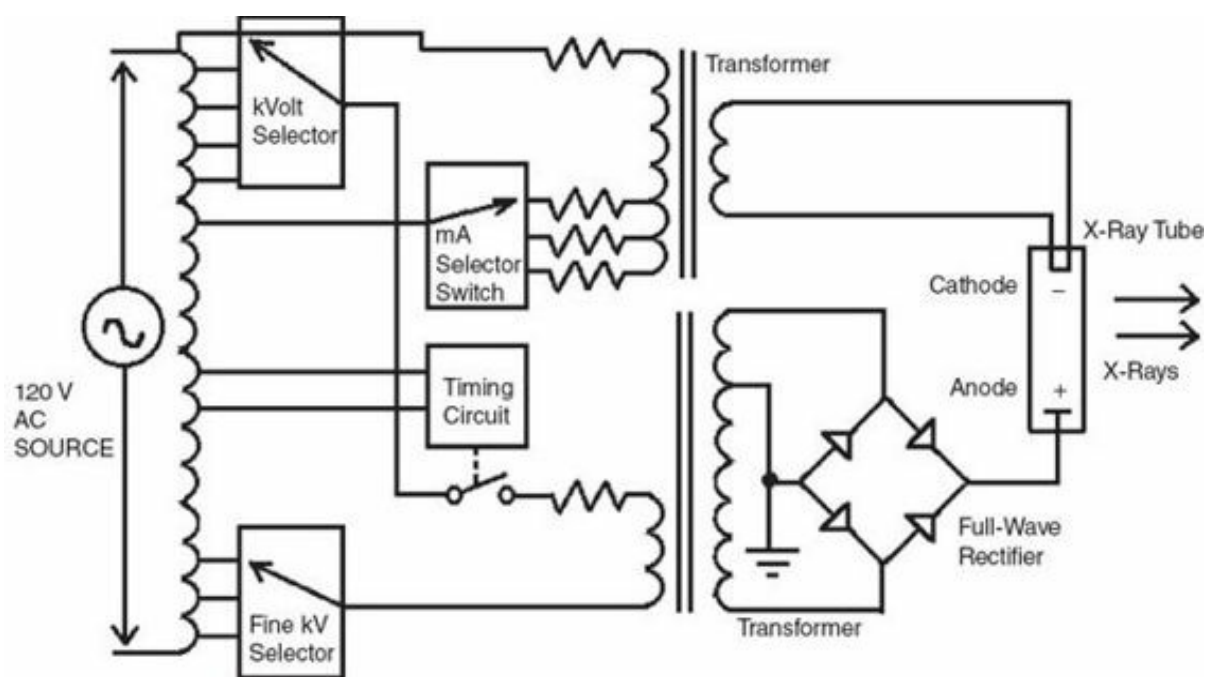 Transformer
kVolt
Selector
mA
Selector
Switch
X-Ray Tube
Cathode
−
X-Rays
Anode
+
120 V
AC
SOURCE
Timing
Circuit
Full-Wave
Rectifier
Fine kV
Selector
Transformer